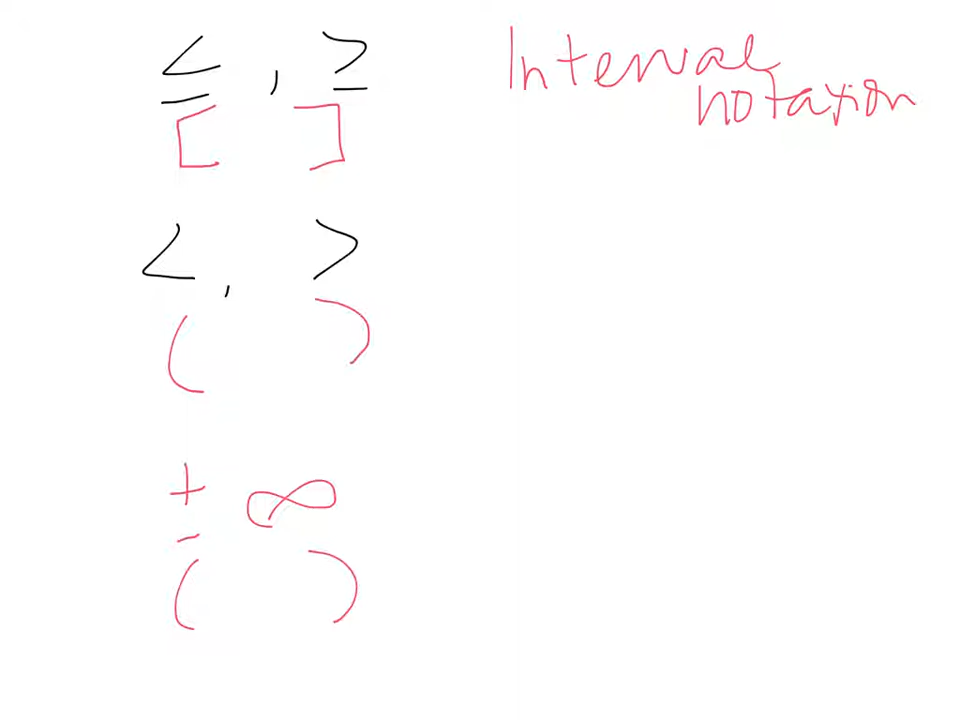 ≤ , ≥
[ ]
< , >
( )
+
- ∞
( )
Interval
notation